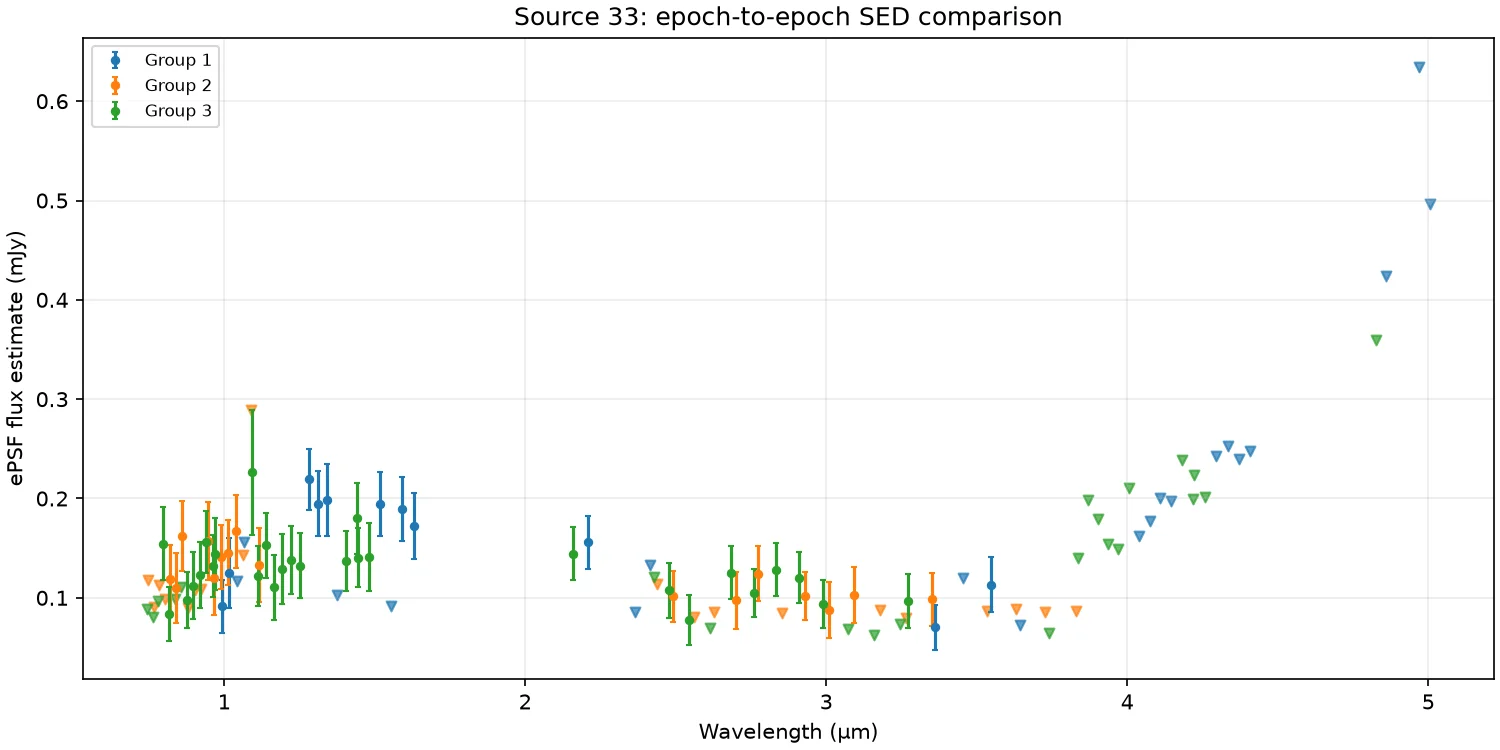 Source 33: epoch-to-epoch SED comparison
Group 1
Group 2
Group 3
ePSF flux estimate (mJy)
0.6
0.5
0.4
0.3
0.2
0.1
1 2 3 4 5
Wavelength (μm)